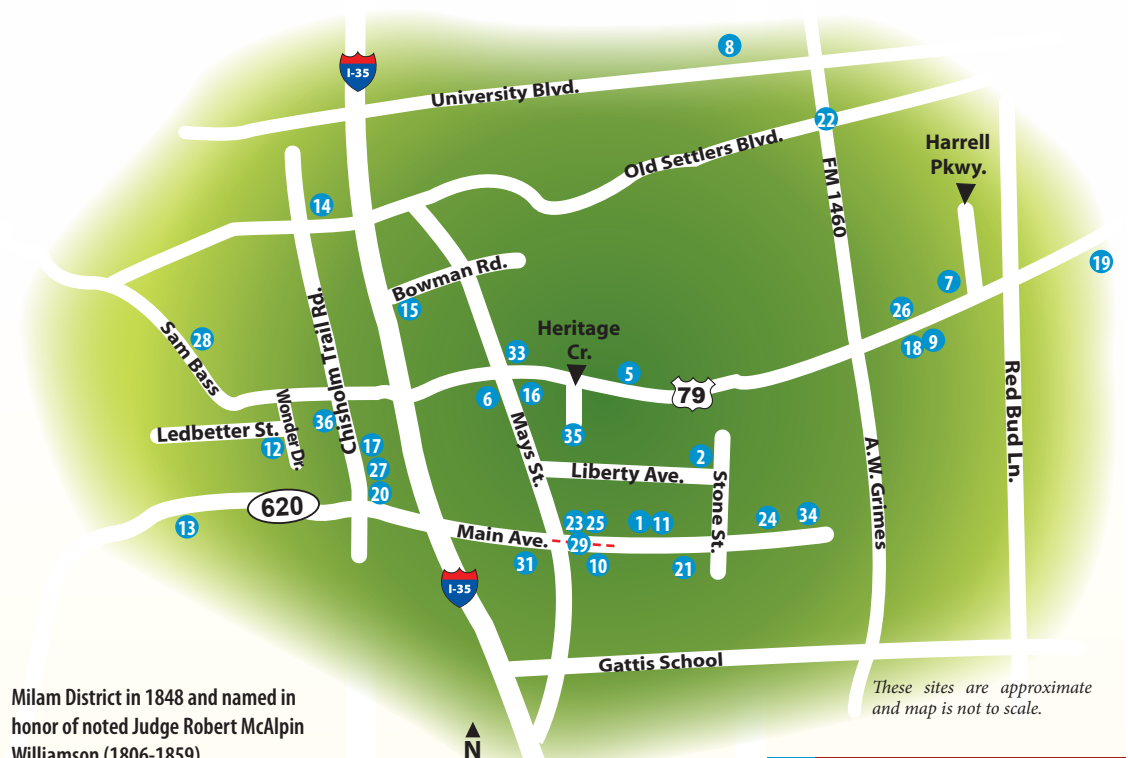 8
I-35
University Blvd.
22
Old Settlers Blvd.
Harrell
Pkwy.
FM 1460
14
19
Bowman Rd.
7
15
26
Chisholm Trail Rd.
Heritage
Cr.
28
Sam Bass
33
18
9
5
79
6
16
Red Bud Ln.
Wonder Dr.
36
Ledbetter St.
12
17
Mays St.
35
2
27
Liberty Ave.
A.W. Grimes
20
Stone St.
620
13
Main Ave.
23
25
1
11
24
34
29
31
10
21
I-35
Gattis School
These sites are approximate
and map is not to scale.
Milam District in 1848 and named in
honor of noted Judge Robert McAlpin
Williamson (1806-1859)
N